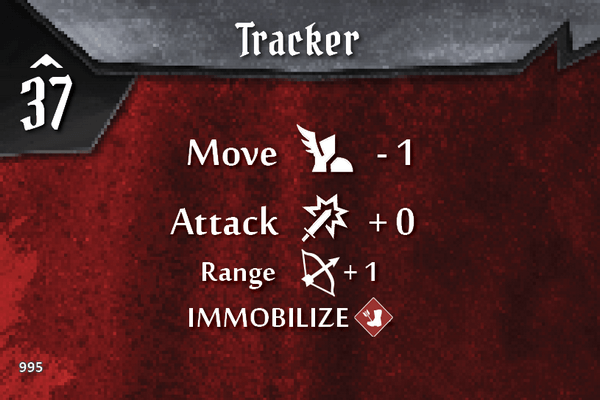 Tracker
37
Move - 1
Attack + 0
Range + 1
IMMOBILIZE
995